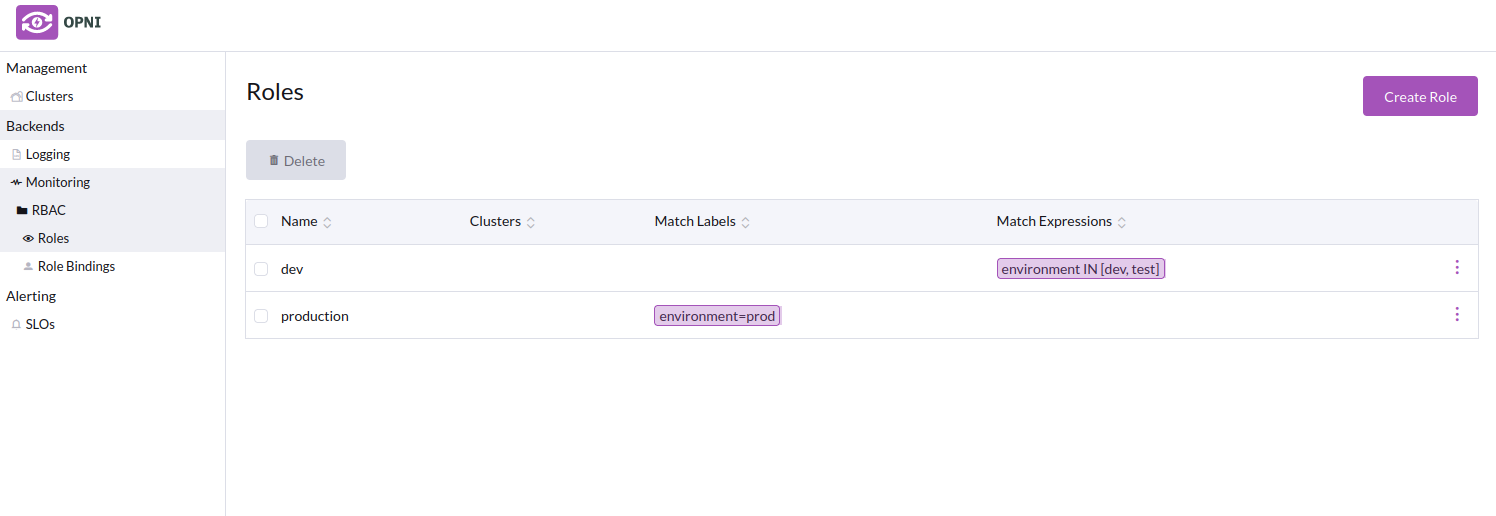 OPNI
Management
Clusters
Backends
Logging
Monitoring
RBAC
Roles
Role Bindings
Alerting
SLOs
Roles
Create Role
Delete
Name Clusters Match Labels Match Expressions
dev environment IN [dev, test]
production environment=prod